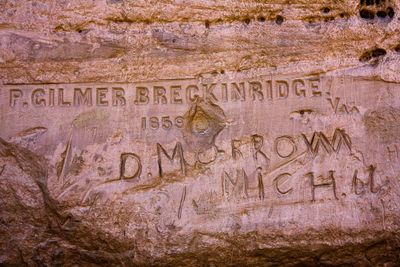 P. GILMER BRECKINRIDGE.
1859 Va.
D. MORROW
MICH.